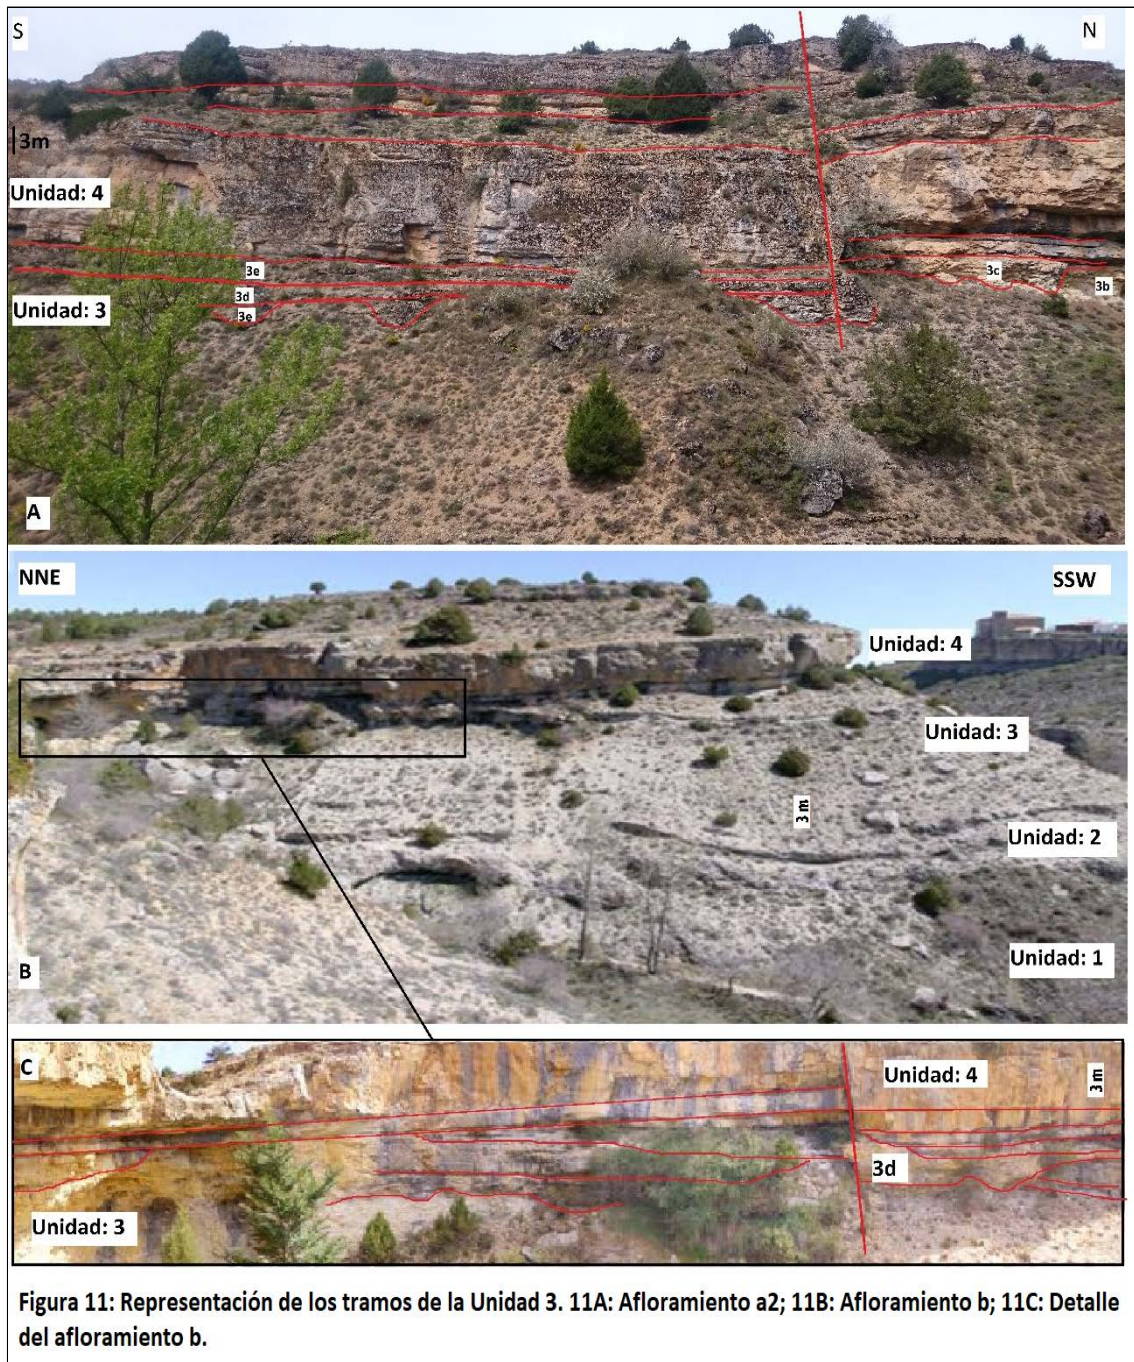 S
N
3m
Unidad: 4
3e
3c
3b
3d
Unidad: 3
3e
A
NNE
SSW
Unidad: 4
Unidad: 3
3 m
Unidad: 2
Unidad: 1
B
C
Unidad: 4
3 m
3d
Unidad: 3
Figura 11: Representación de los tramos de la Unidad 3. 11A: Afloramiento a2; 11B: Afloramiento b; 11C: Detalle
del afloramiento b.